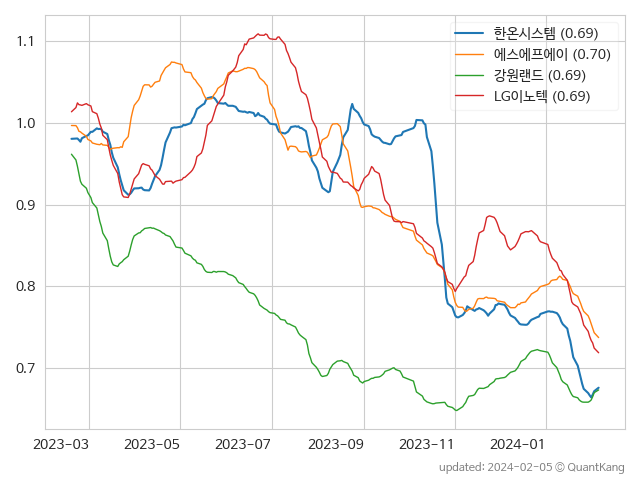 한온시스템 (0.69)
에스에프에이 (0.70)
강원랜드 (0.69)
LG이노텍 (0.69)
1.1
1.0
0.9
0.8
0.7
2023-03 2023-05 2023-07 2023-09 2023-11 2024-01
updated: 2024-02-05 © QuantKang